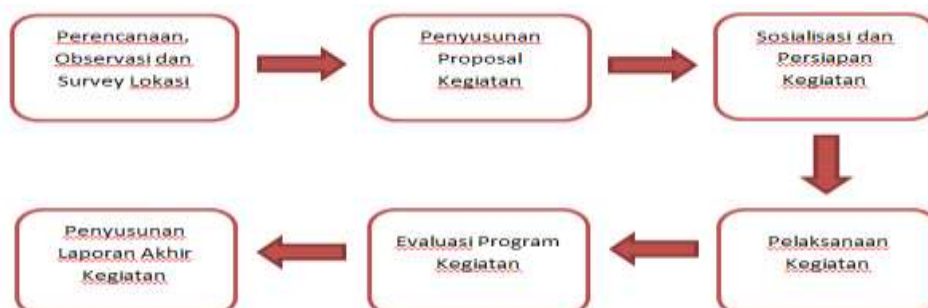 Perencanaan,
Observasi dan
Survey Lokasi
Penyusunan
Proposal
Kegiatan
Sosialisasi dan
Persiapan
Kegiatan
Pelaksanaan
Kegiatan
Evaluasi Program
Kegiatan
Penyusunan
Laporan Akhir
Kegiatan